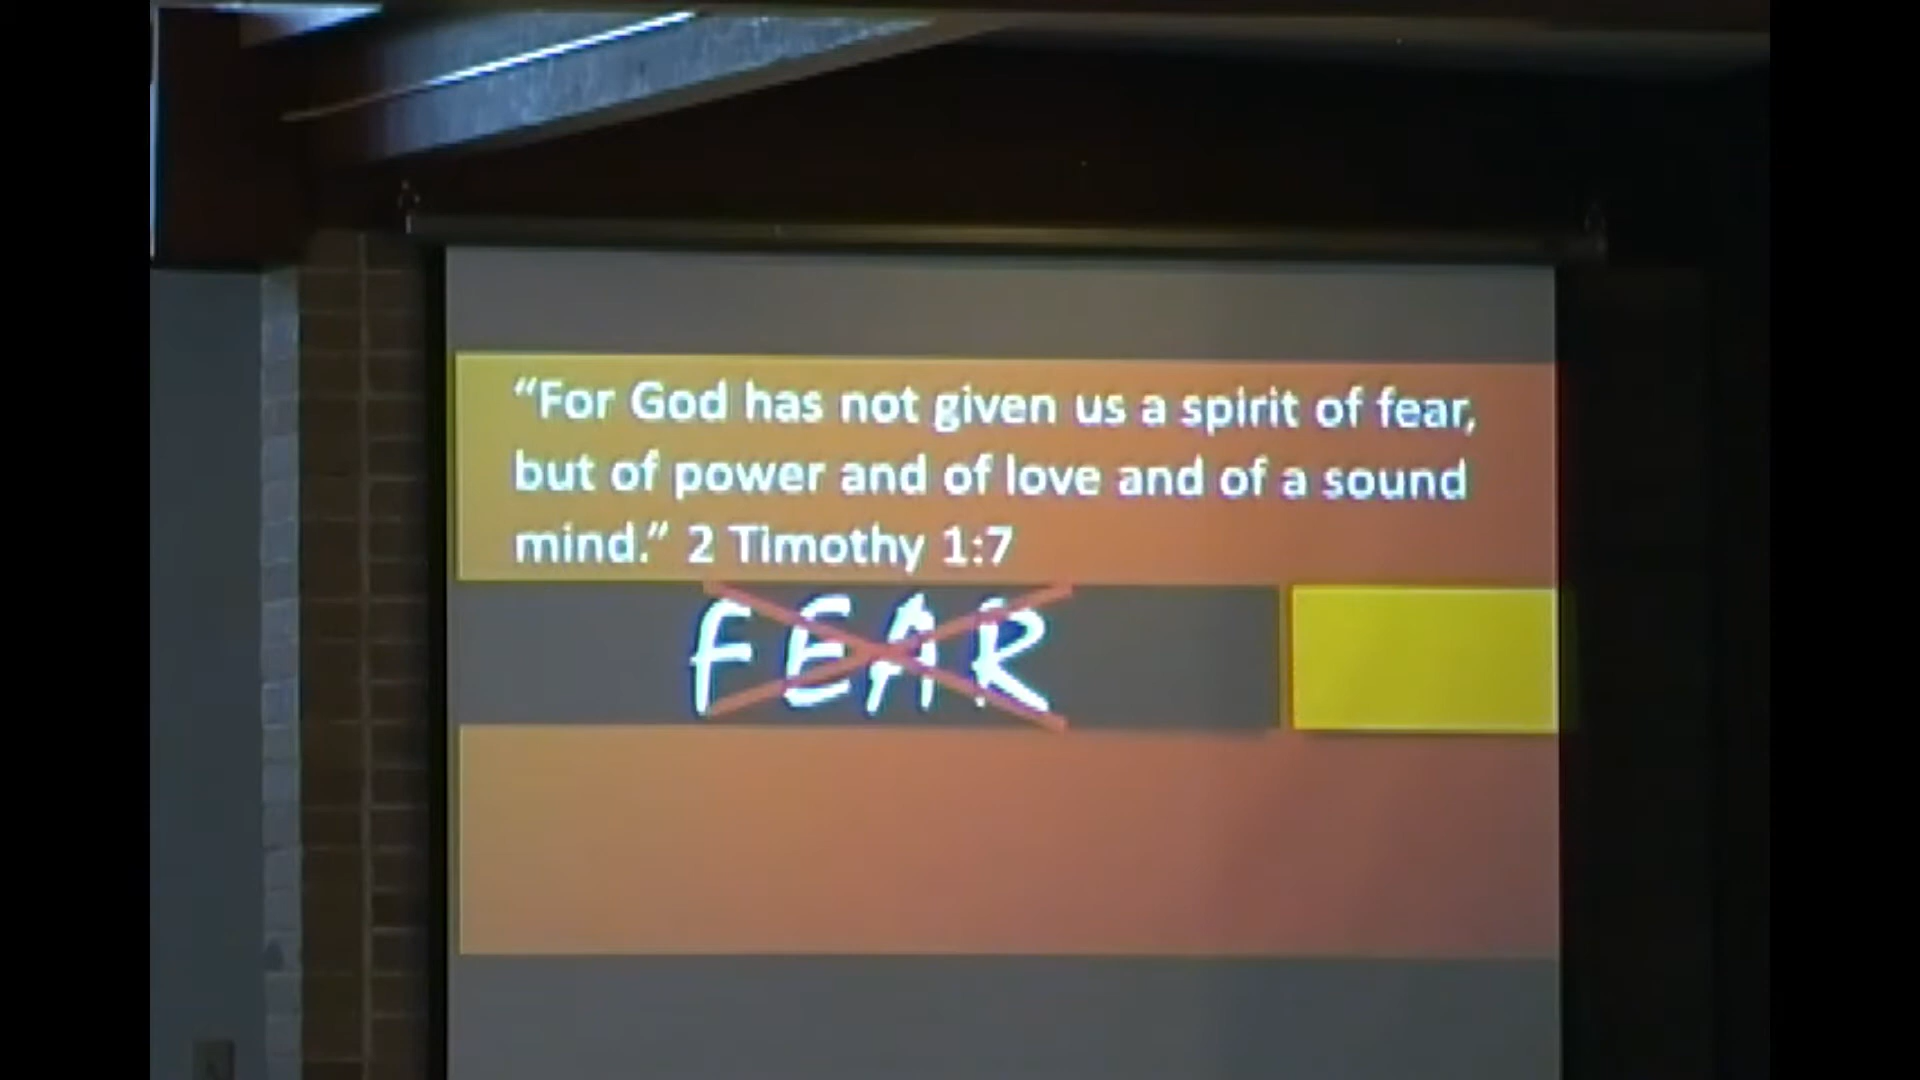 “For God has not given us a spirit of fear,
but of power and of love and of a sound
mind.” 2 Timothy 1:7
FEAR